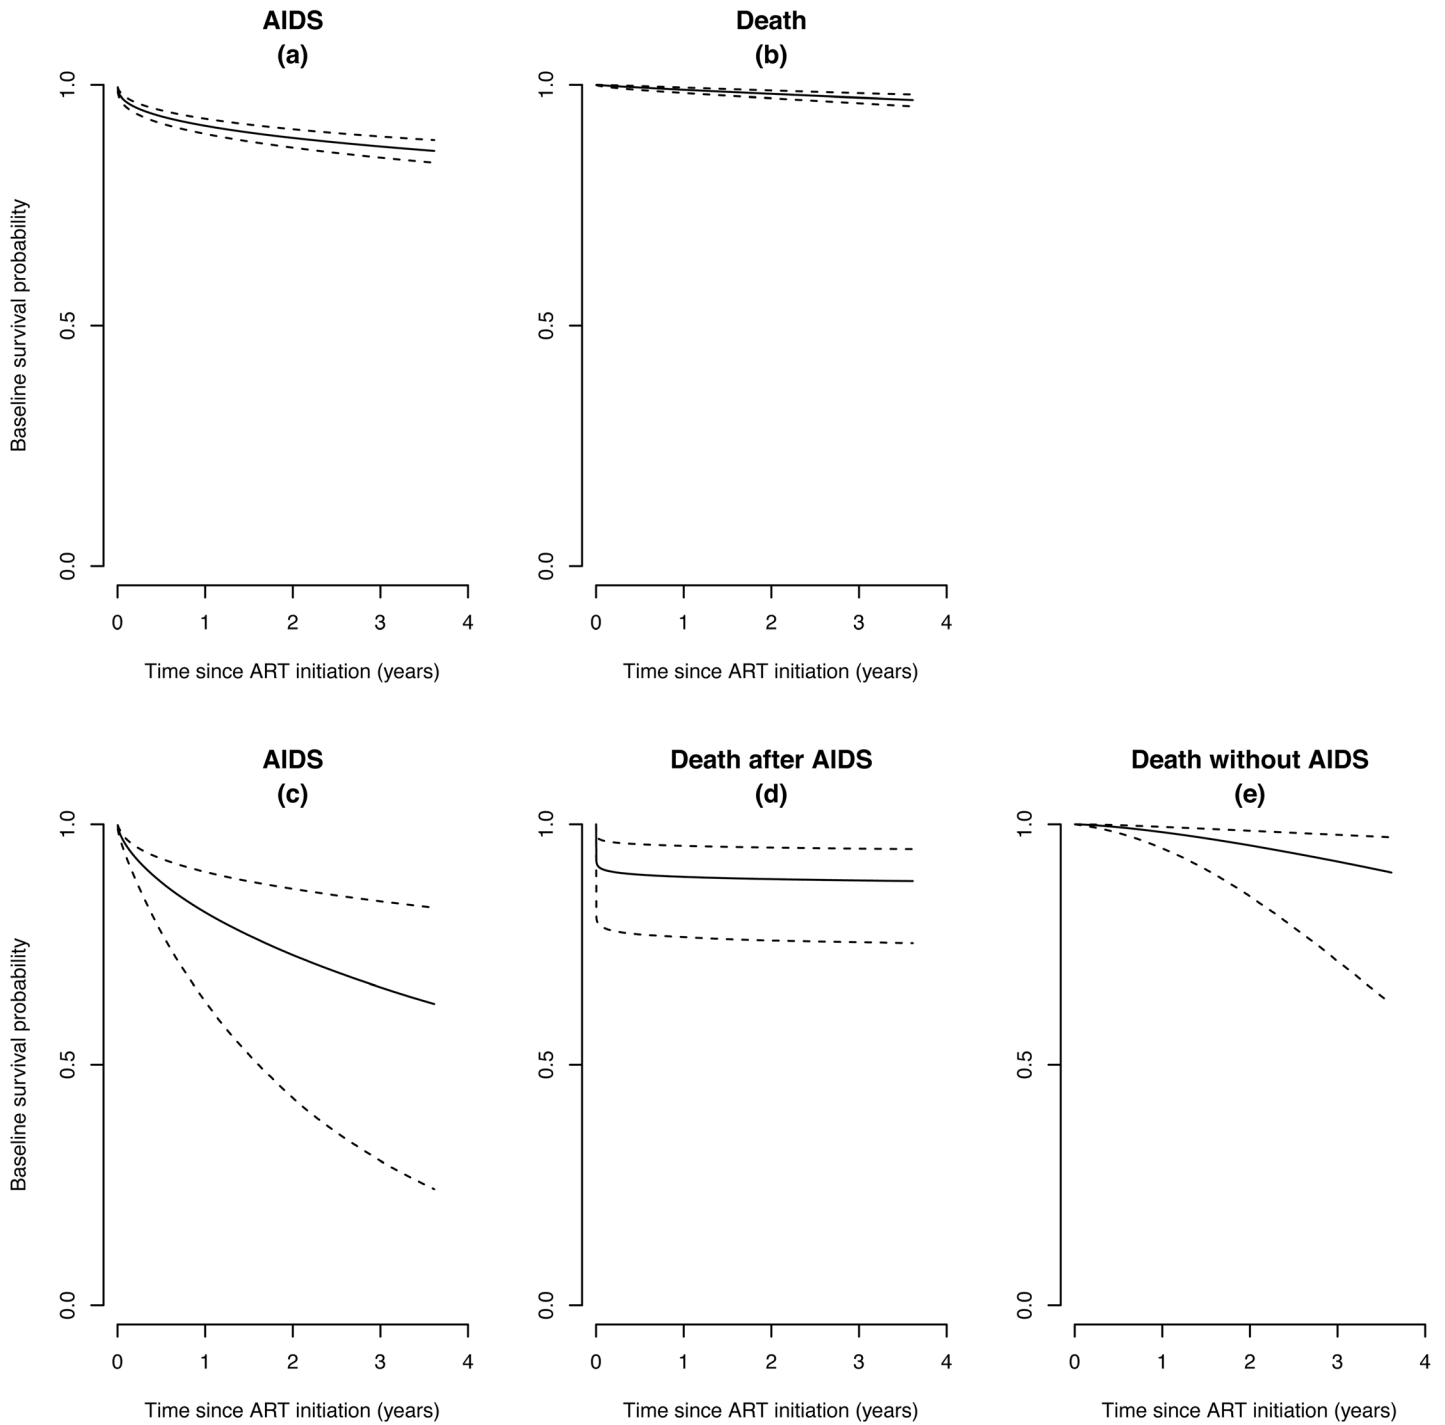 AIDS
(a)
Death
(b)
Baseline survival probability
1.0
0.5
0.0
0 1 2 3 4
Time since ART initiation (years)
1.0
0.5
0.0
0 1 2 3 4
Time since ART initiation (years)
AIDS
(c)
Death after AIDS
(d)
Death without AIDS
(e)
Baseline survival probability
1.0
0.5
0.0
0 1 2 3 4
Time since ART initiation (years)
1.0
0.5
0.0
0 1 2 3 4
Time since ART initiation (years)
1.0
0.5
0.0
0 1 2 3 4
Time since ART initiation (years)